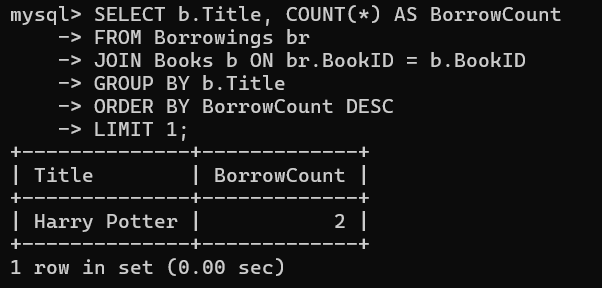 mysql> SELECT b.Title, COUNT(*) AS BorrowCount
    -> FROM Borrowings br
    -> JOIN Books b ON br.BookID = b.BookID
    -> GROUP BY b.Title
    -> ORDER BY BorrowCount DESC
    -> LIMIT 1;
+--------------+-------------+
| Title        | BorrowCount |
+--------------+-------------+
| Harry Potter |           2 |
+--------------+-------------+
1 row in set (0.00 sec)